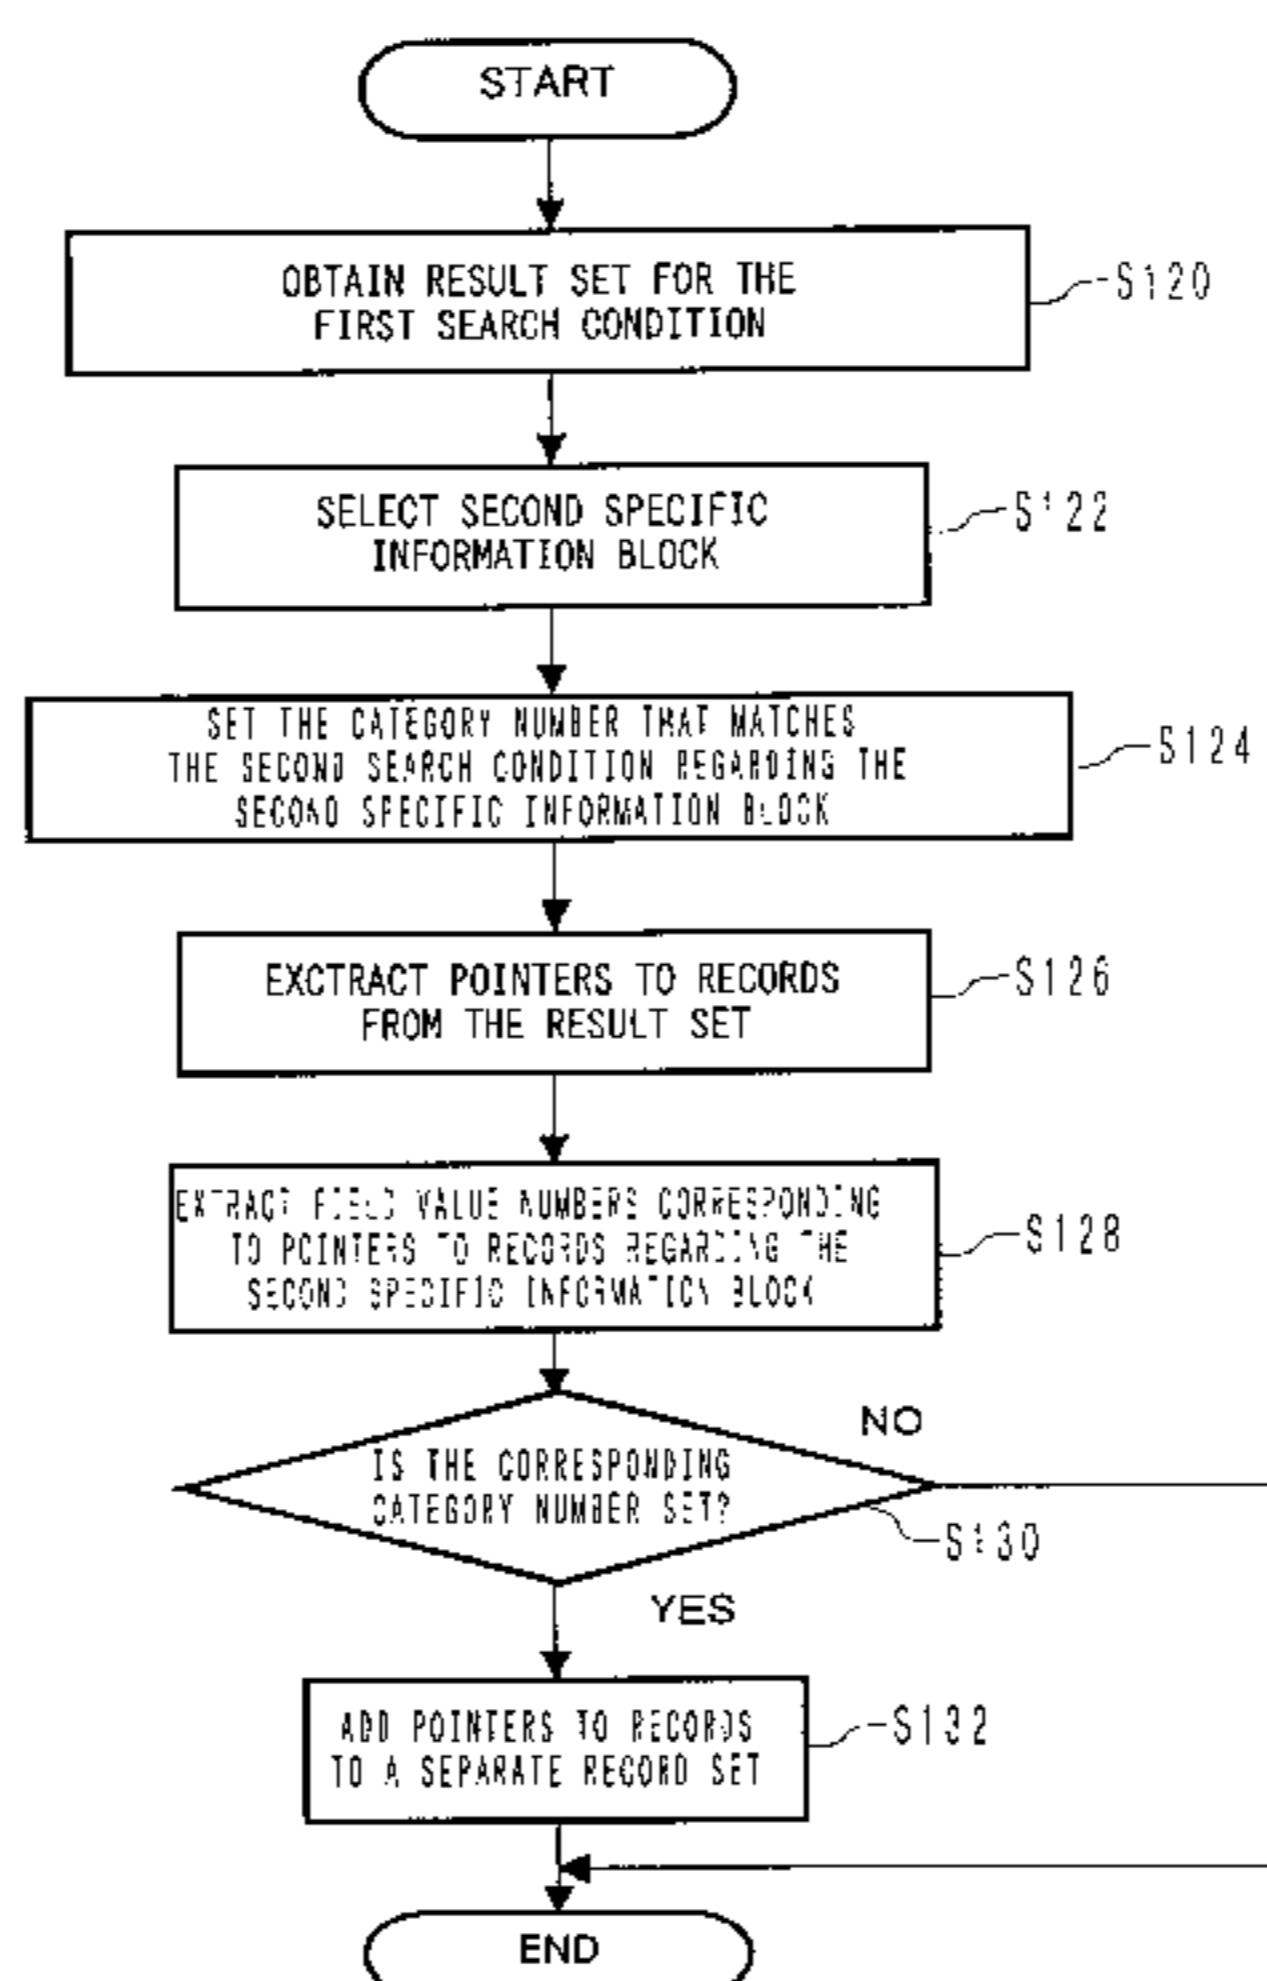 START
OBTAIN RESULT SET FOR THE
FIRST SEARCH CONDITION
S120
SELECT SECOND SPECIFIC
INFORMATION BLOCK
S122
SET THE CATEGORY NUMBER THAT MATCHES
THE SECOND SEARCH CONDITION REGARDING THE
SECOND SPECIFIC INFORMATION BLOCK
S124
EXCTRACT POINTERS TO RECORDS
FROM THE RESULT SET
S126
EXTRACT FIELD VALUE NUMBERS CORRESPONDING
TO POINTERS TO RECORDS REGARDING THE
SECOND SPECIFIC INFORMATION BLOCK
S128
NO
IS THE CORRESPONDING
CATEGORY NUMBER SET?
S130
YES
ADD POINTERS TO RECORDS
TO A SEPARATE RECORD SET
S132
END